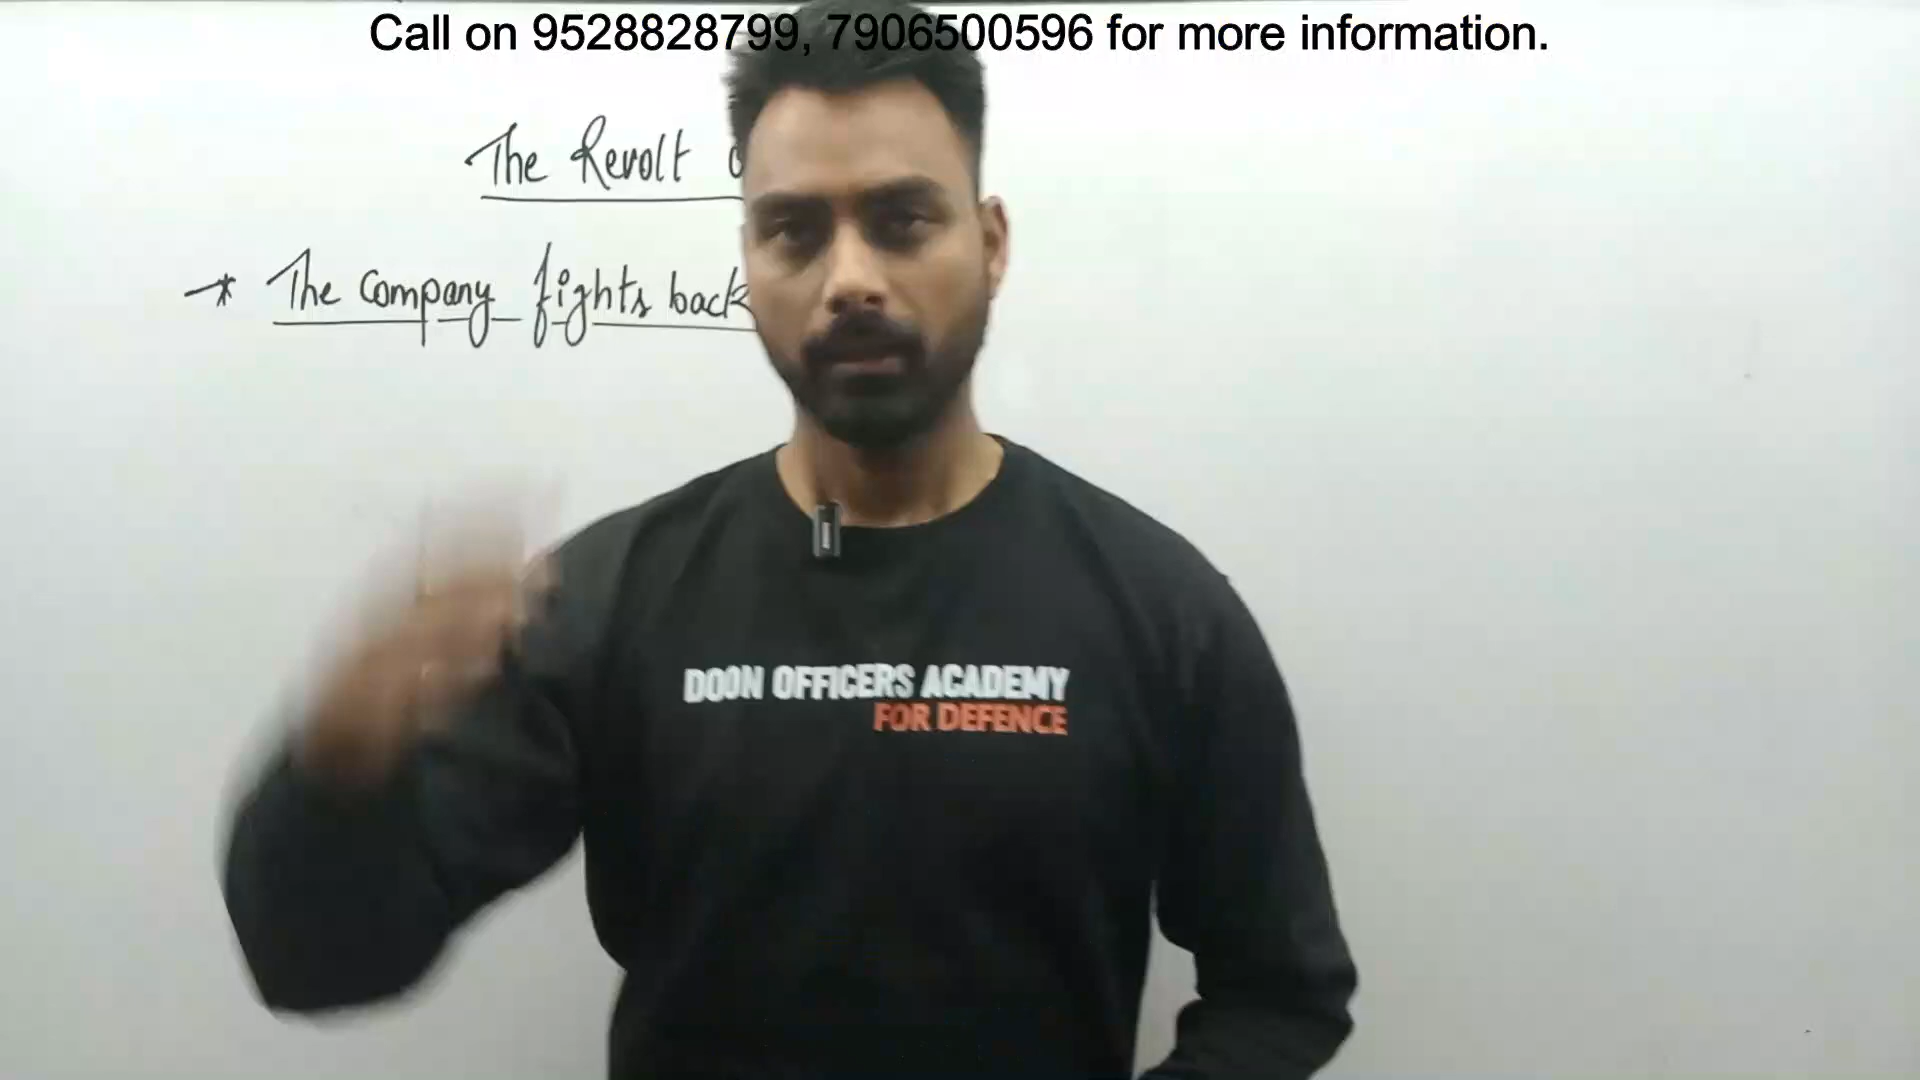 Call on 9528828799, 7906500596 for more information.
The Revolt
* The Company fights back
DOON OFFICERS ACADEMY
FOR DEFENCE